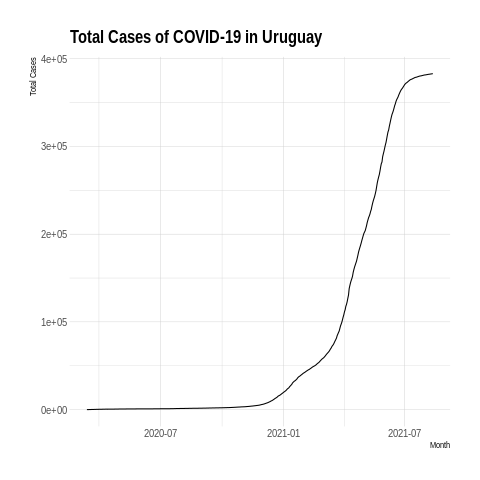 Total Cases of COVID-19 in Uruguay
Total Cases
4e+05
3e+05
2e+05
1e+05
0e+00
2020-07 2021-01 2021-07
Month